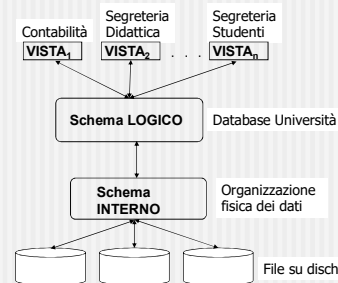 Contabilità
Segreteria
Didattica
Segreteria
Studenti
VISTA1
VISTA2
. . .
VISTAn
Schema LOGICO
Database Università
Schema
INTERNO
Organizzazione
fisica dei dati
File su disch